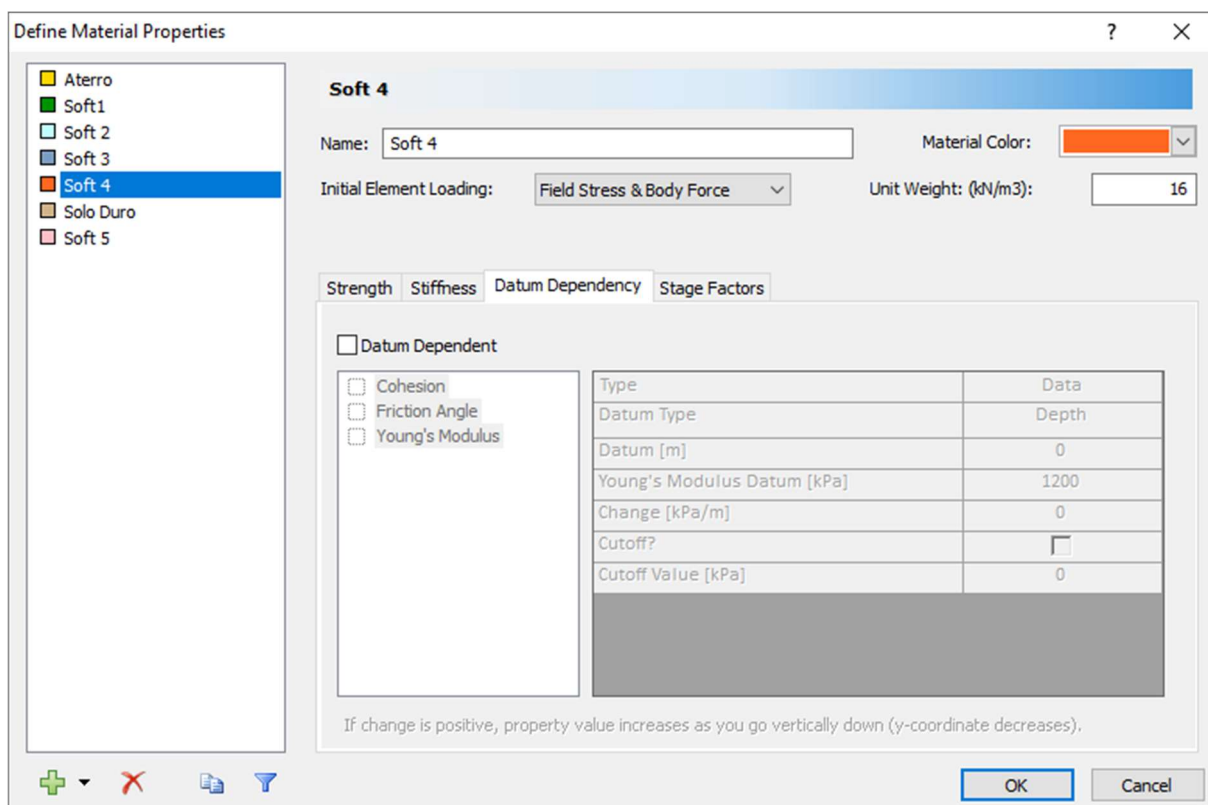 Define Material Properties
?
Aterro
Soft1
Soft 2
Soft 3
Soft 4
Solo Duro
Soft 5
Soft 4
Name: Soft 4 Material Color:
Initial Element Loading: Field Stress & Body Force Unit Weight: (kN/m3): 16
Strength Stiffness Datum Dependency Stage Factors
Datum Dependent
Cohesion
Friction Angle
Young's Modulus
Type Data
Datum Type Depth
Datum [m] 0
Young's Modulus Datum [kPa] 1200
Change [kPa/m] 0
Cutoff?
Cutoff Value [kPa] 0
If change is positive, property value increases as you go vertically down (y-coordinate decreases).
OK Cancel